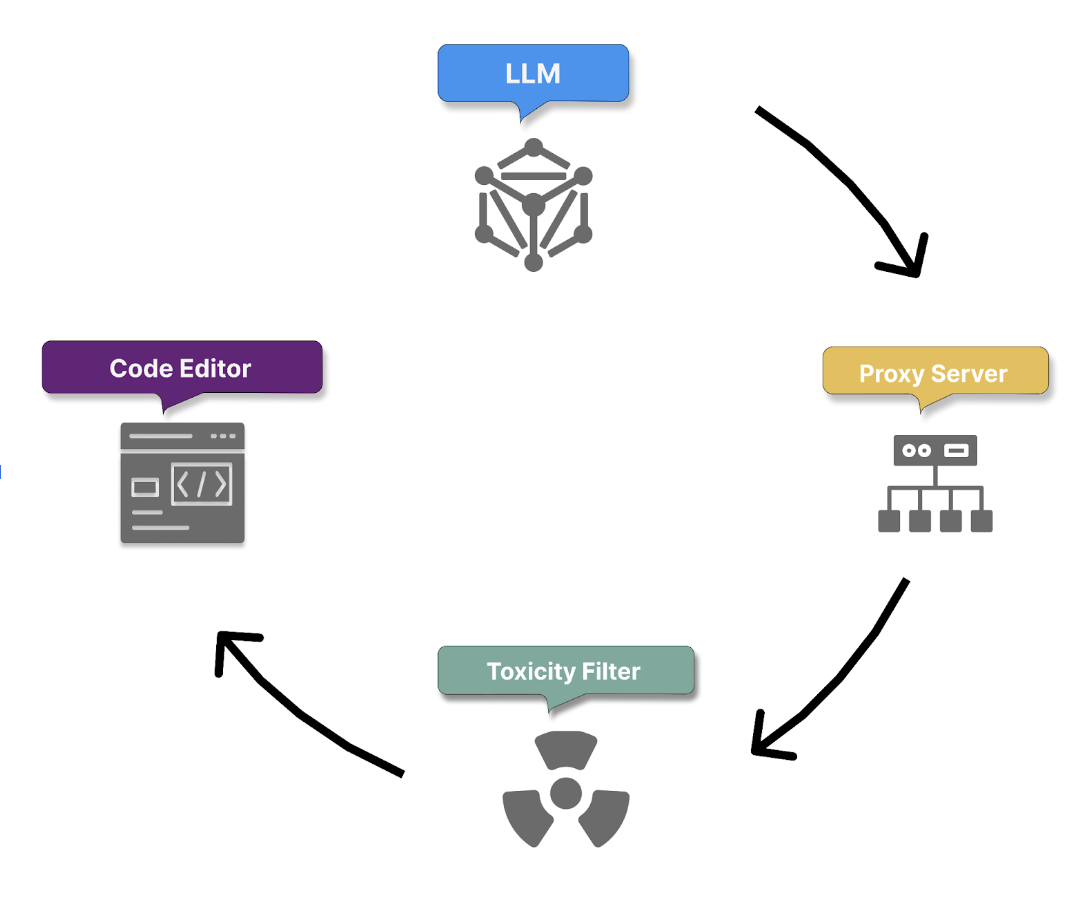 LLM
Code Editor
Proxy Server
</>
Toxicity Filter